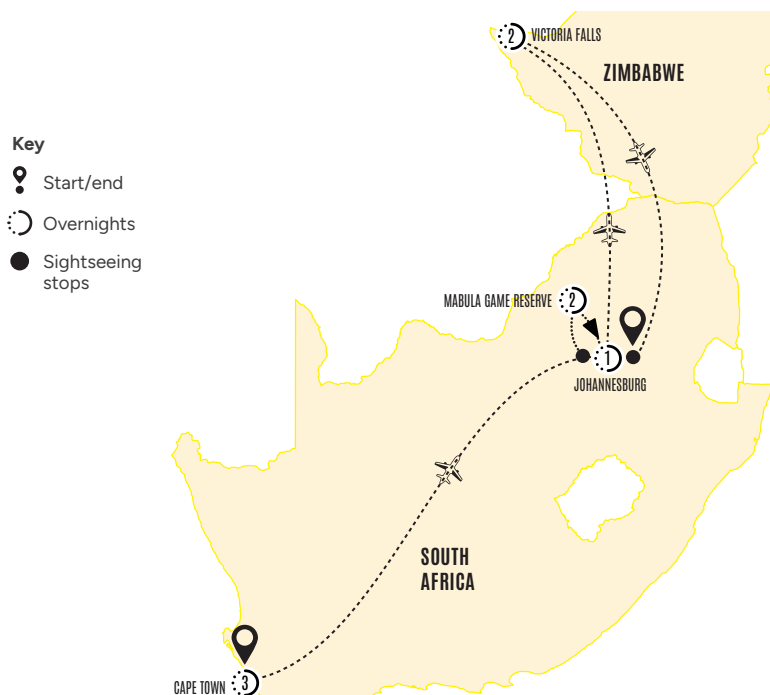 2
VICTORIA FALLS
ZIMBABWE
Key
Start/end
Overnights
Sightseeing
stops
MABULA GAME RESERVE
2
1
JOHANNESBURG
SOUTH
AFRICA
CAPE TOWN
3